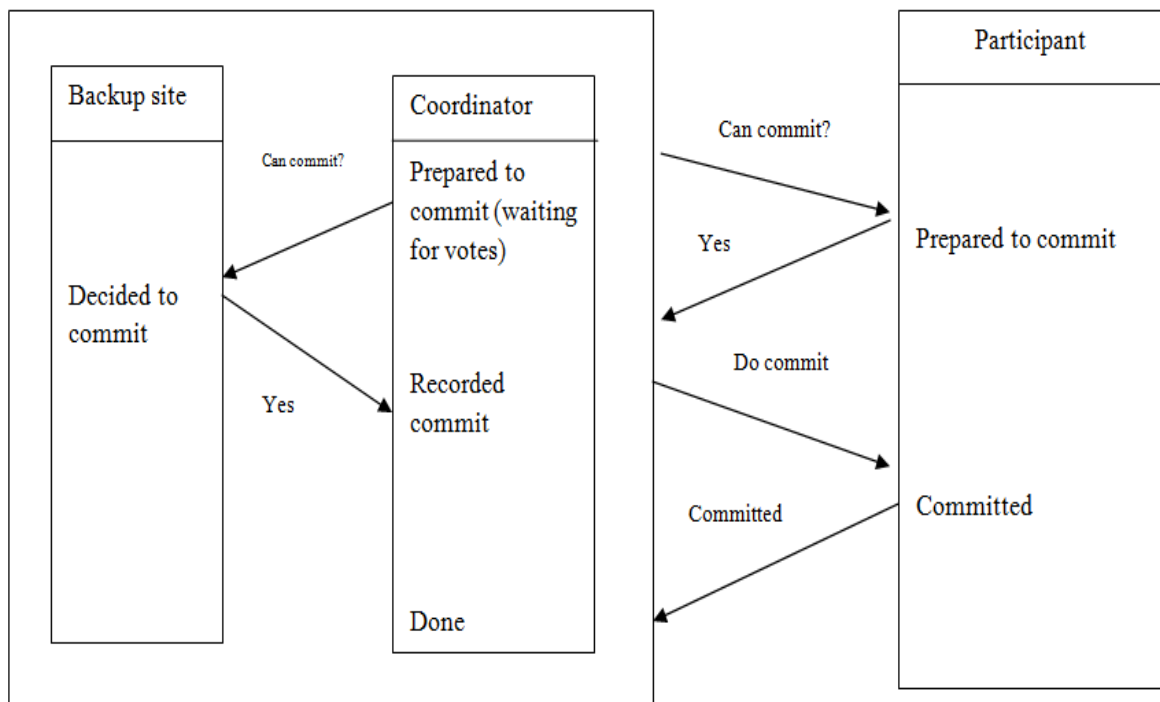 Backup site
Can commit?
Decided to
commit
Yes
Coordinator
Prepared to
commit (waiting
for votes)
Recorded
commit
Done
Can commit?
Yes
Do commit
Committed
Participant
Prepared to commit
Committed